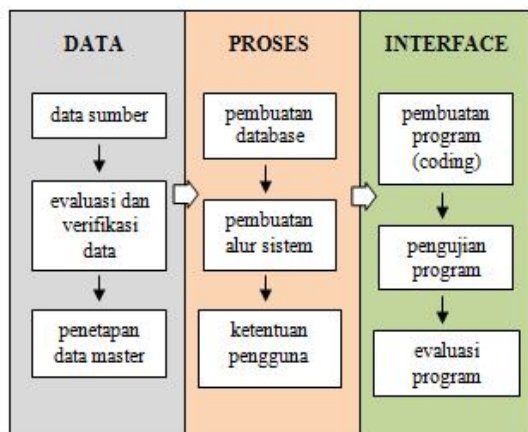 DATA
data sumber
evaluasi dan
verifikasi
data
penetapan
data master
PROSES
pembuatan
database
pembuatan
alur sistem
ketentuan
pengguna
INTERFACE
pembuatan
program
(coding)
pengujian
program
evaluasi
program